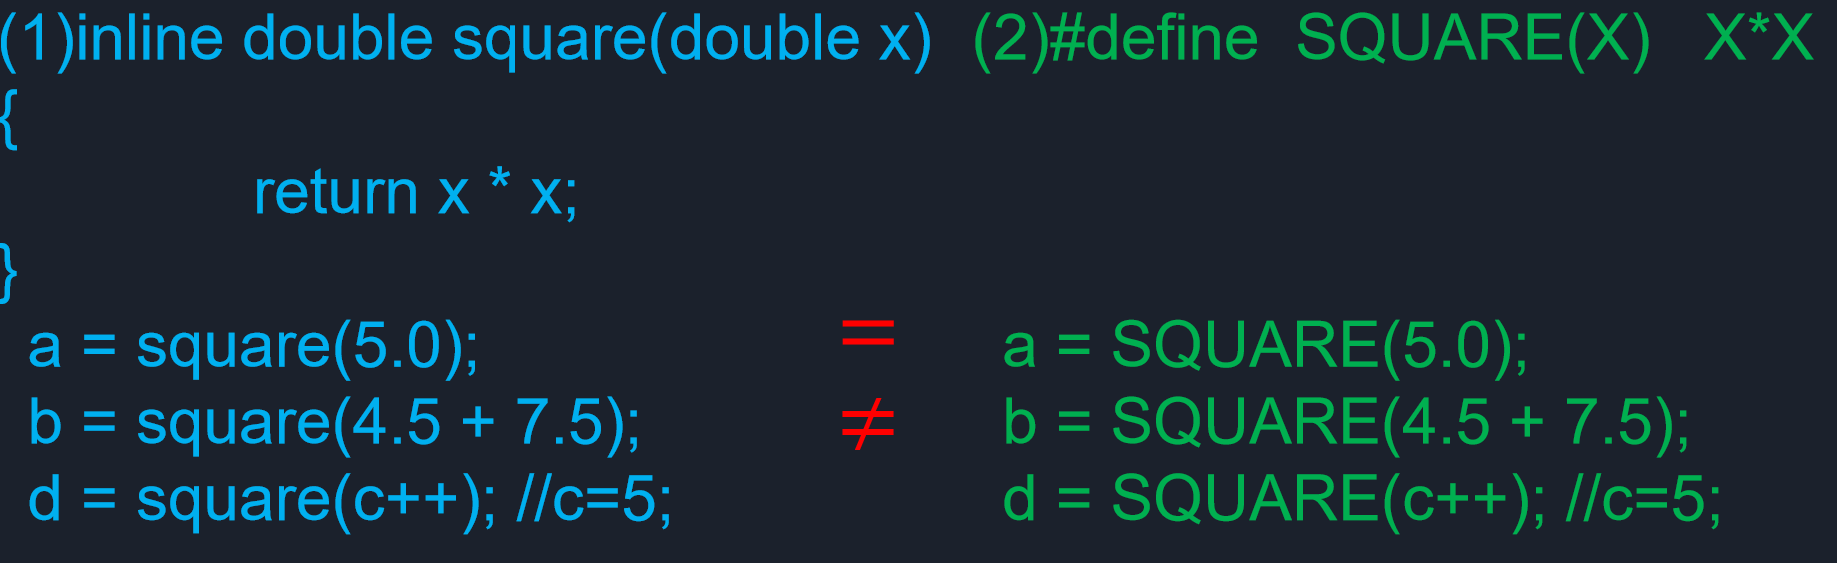 (1)inline double square(double x) (2)#define SQUARE(X) X*X
{
return x * x;
}
a = square(5.0); = a = SQUARE(5.0);
b = square(4.5 + 7.5); ≠ b = SQUARE(4.5 + 7.5);
d = square(c++); //c=5; d = SQUARE(c++); //c=5;